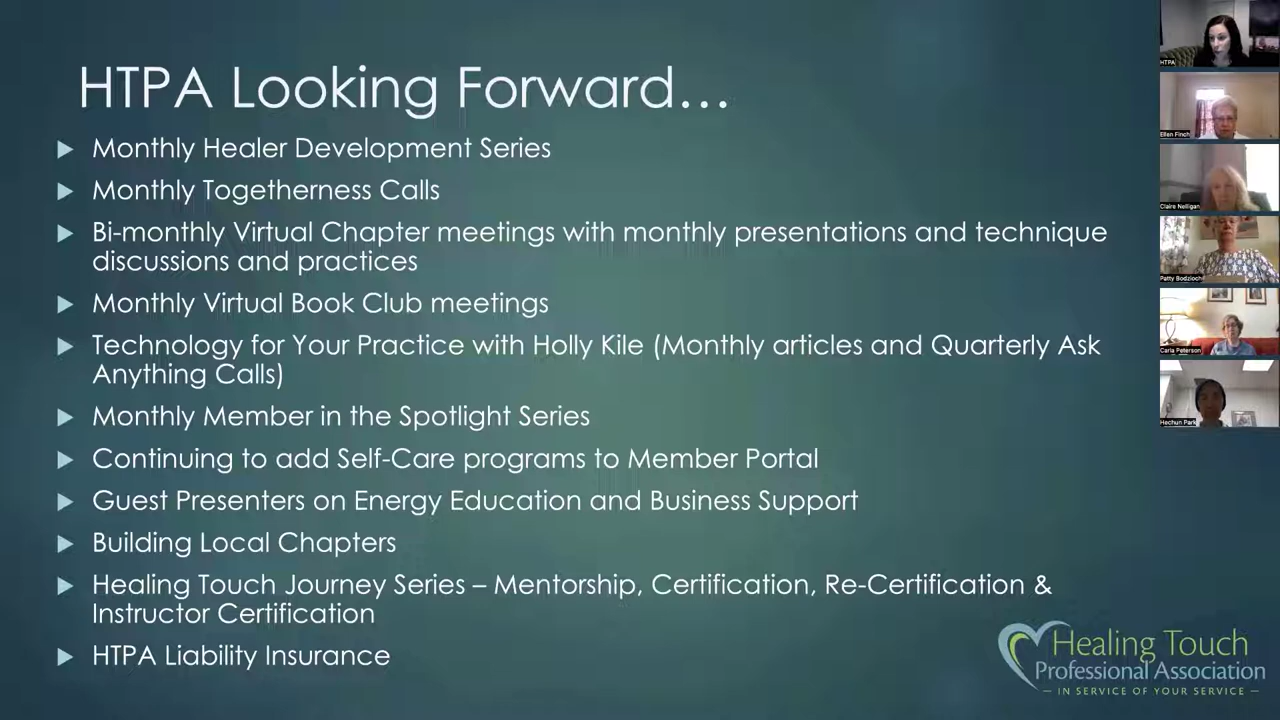 HTPA Looking Forward...
Monthly Healer Development Series
Monthly Togetherness Calls
Bi-monthly Virtual Chapter meetings with monthly presentations and technique
discussions and practices
Monthly Virtual Book Club meetings
Technology for Your Practice with Holly Kile (Monthly articles and Quarterly Ask
Anything Calls)
Monthly Member in the Spotlight Series
Continuing to add Self-Care programs to Member Portal
Guest Presenters on Energy Education and Business Support
Building Local Chapters
Healing Touch Journey Series – Mentorship, Certification, Re-Certification &
Instructor Certification
HTPA Liability Insurance
Healing Touch
Professional Association
— IN SERVICE OF YOUR SERVICE —
HTPA
Ellen Finch
Claire Nelligan
Patty Bodzioch
Carla Peterson
Hechun Park